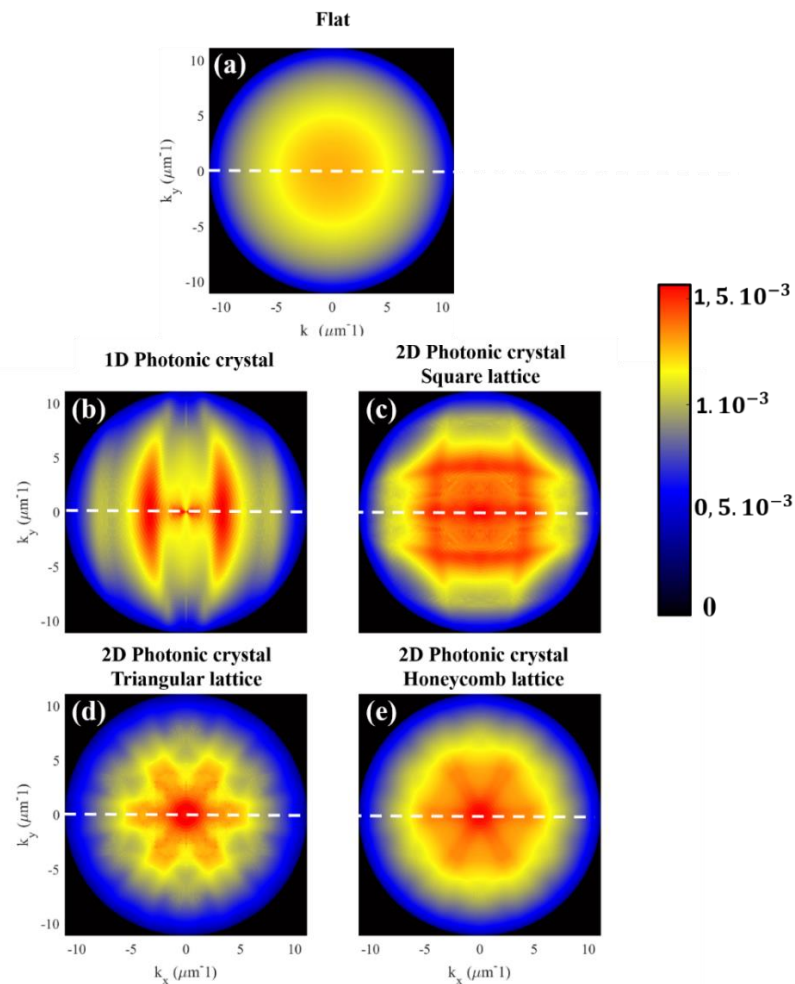 Flat
(a)
10
5
0
-5
-10
k_y (μm^-1)
-10 -5 0 5 10
k (μm^-1)
1D Photonic crystal
2D Photonic crystal
Square lattice
(b)
10
5
0
-5
-10
k_y (μm^-1)
(c)
1,5.10^-3
1.10^-3
0,5.10^-3
0
2D Photonic crystal
Triangular lattice
2D Photonic crystal
Honeycomb lattice
(d)
10
5
0
-5
-10
k_y (μm^-1)
-10 -5 0 5 10
k_x (μm^-1)
(e)
-10 -5 0 5 10
k_x (μm^-1)